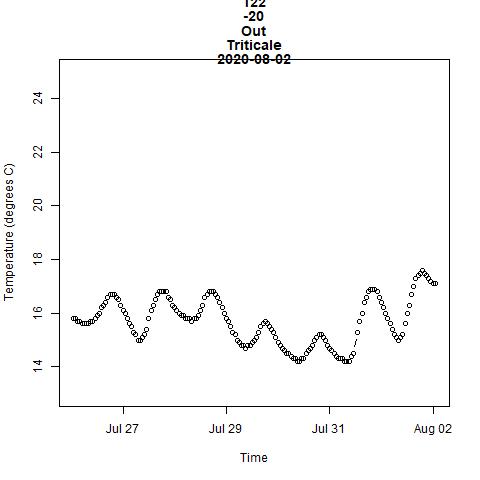 122
-20
Out
Triticale
2020-08-02
Temperature (degrees C)
24
22
20
18
16
14
Jul 27
Jul 29
Jul 31
Aug 02
Time